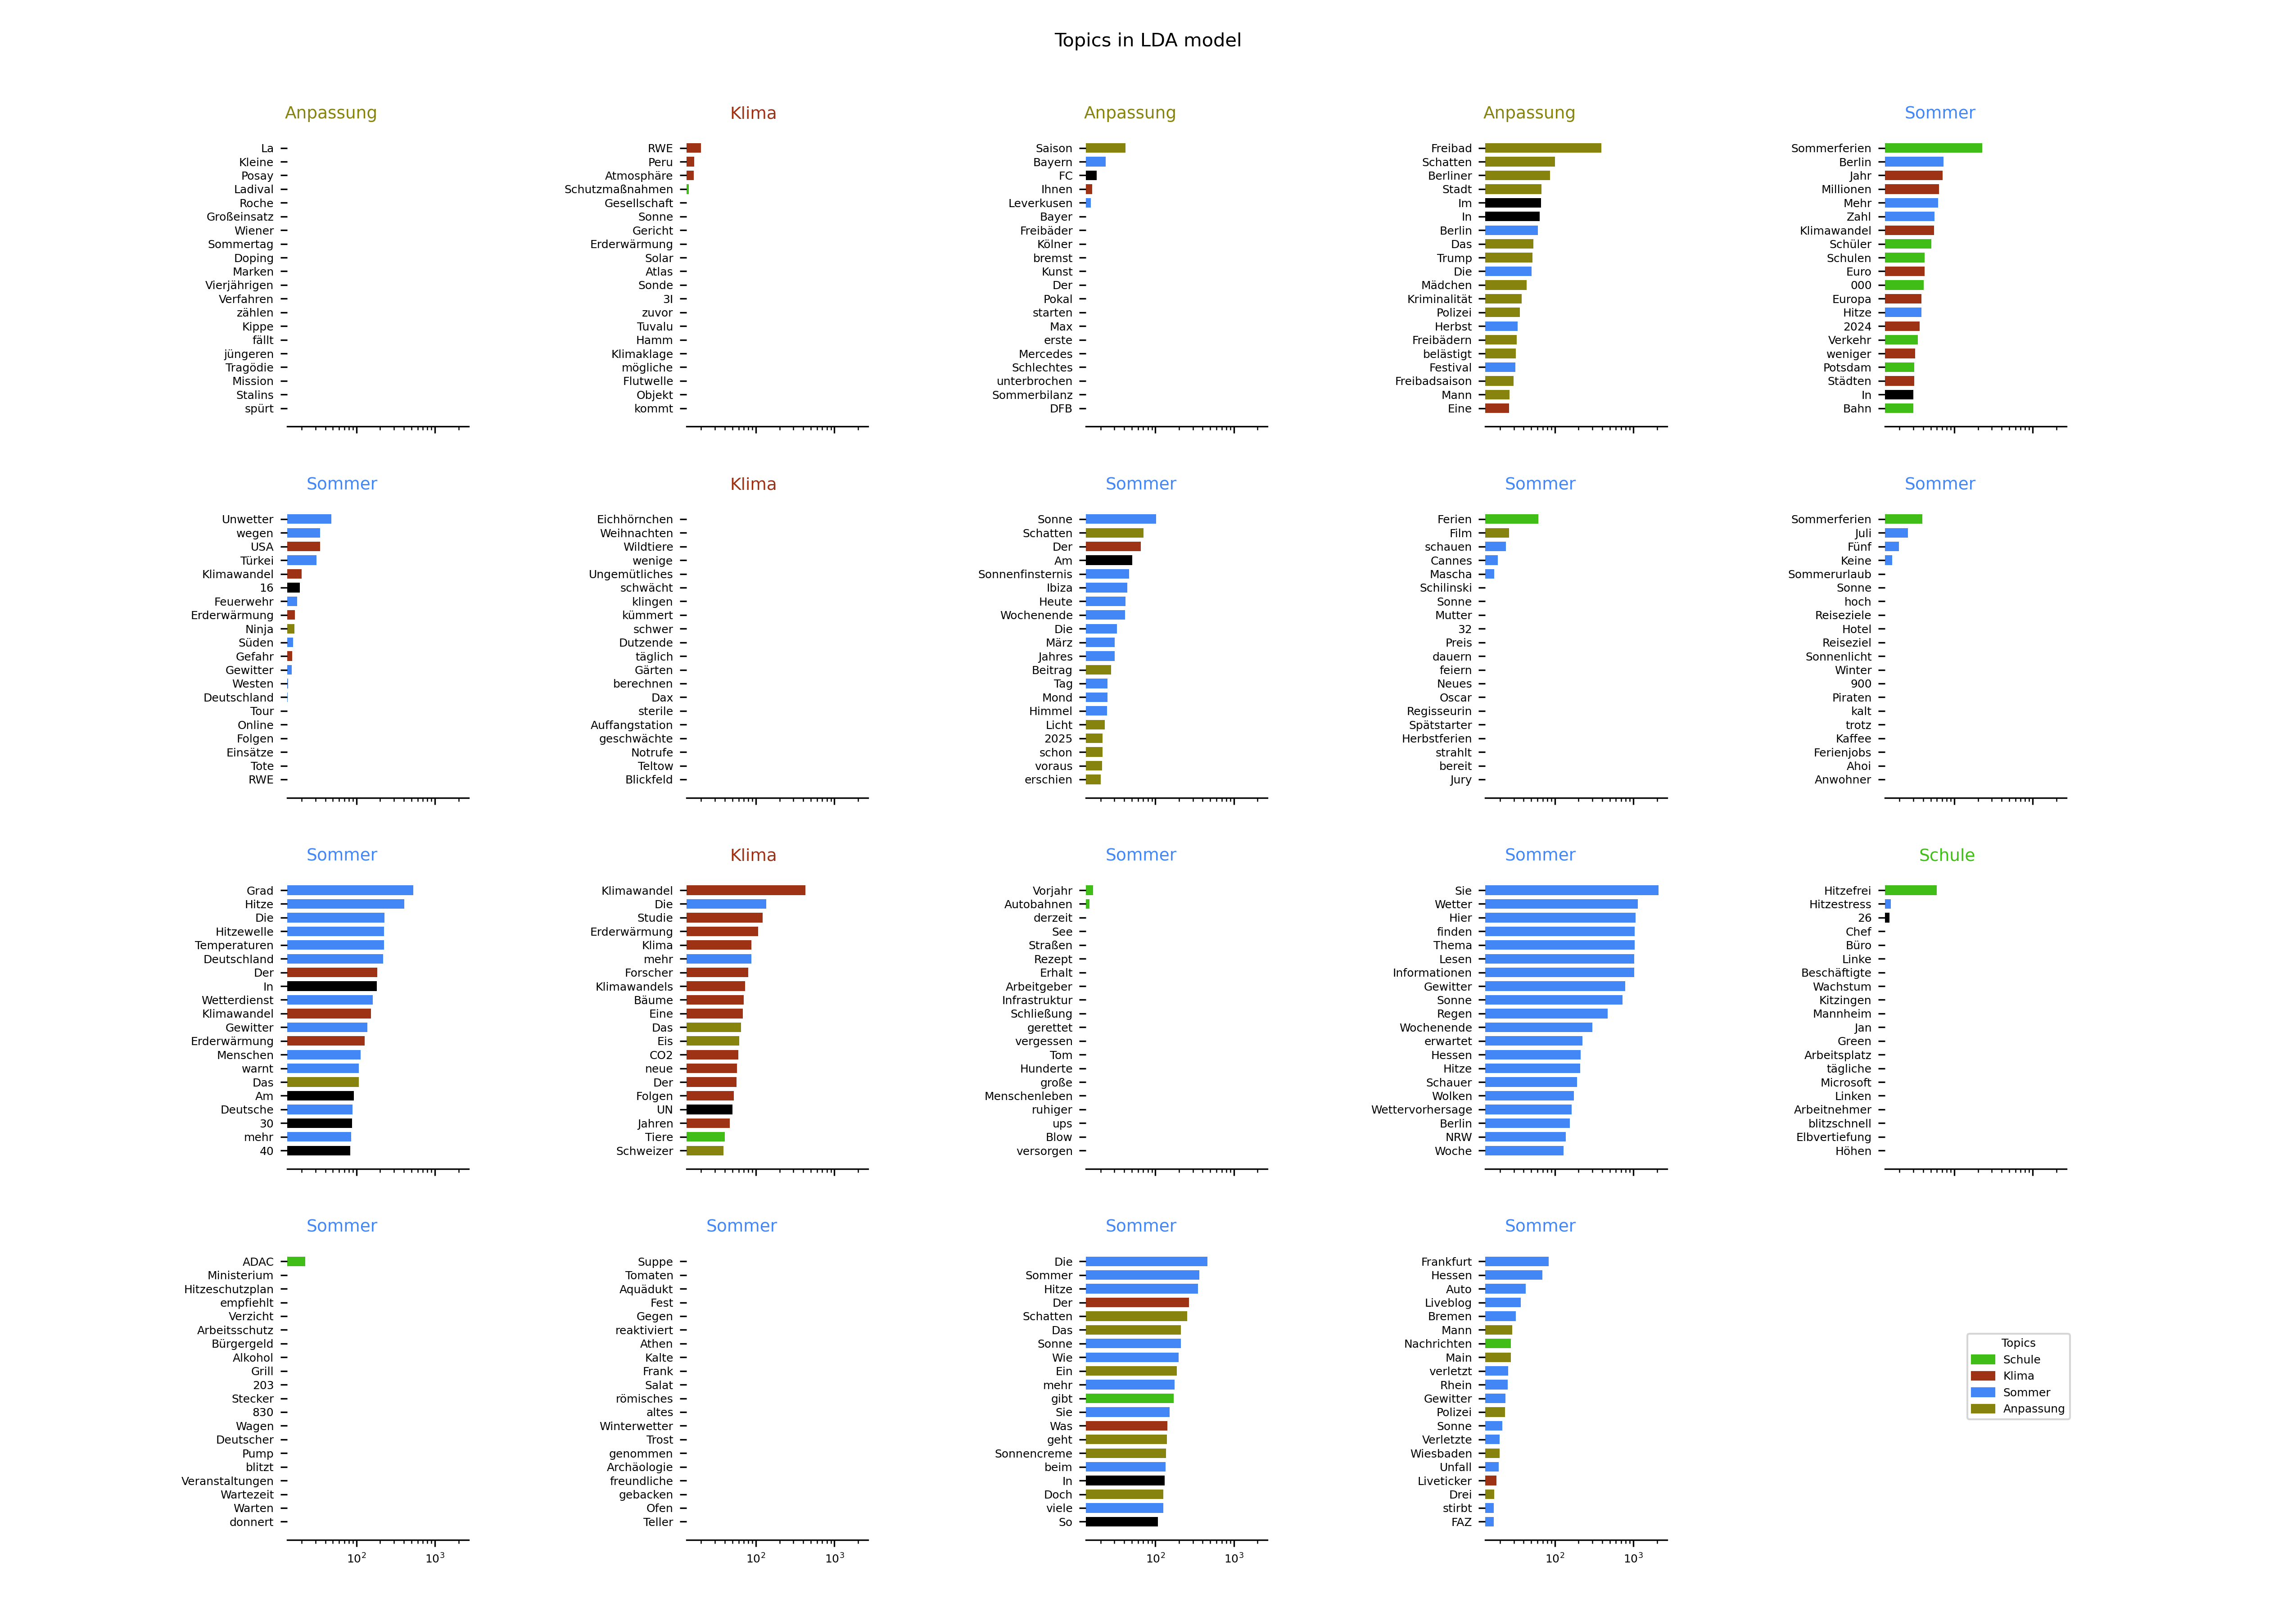 Topics in LDA model
Anpassung
La
Kleine
Posay
Ladival
Roche
Großeinsatz
Wiener
Sommertag
Doping
Marken
Vierjährigen
Verfahren
zählen
Kippe
fällt
jüngeren
Tragödie
Mission
Stalins
spürt
Klima
RWE
Peru
Atmosphäre
Schutzmaßnahmen
Gesellschaft
Sonne
Gericht
Erderwärmung
Solar
Atlas
Sonde
3I
zuvor
Tuvalu
Hamm
Klimaklage
mögliche
Flutwelle
Objekt
kommt
Anpassung
Saison
Bayern
FC
Ihnen
Leverkusen
Bayer
Freibäder
Kölner
bremst
Kunst
Der
Pokal
starten
Max
erste
Mercedes
Schlechtes
unterbrochen
Sommerbilanz
DFB
Anpassung
Freibad
Schatten
Berliner
Stadt
Im
In
Berlin
Das
Trump
Die
Mädchen
Kriminalität
Polizei
Herbst
Freibädern
belästigt
Festival
Freibadsaison
Mann
Eine
Sommer
Sommerferien
Berlin
Jahr
Millionen
Mehr
Zahl
Klimawandel
Schüler
Schulen
Euro
000
Europa
Hitze
2024
Verkehr
weniger
Potsdam
Städten
In
Bahn
Sommer
Unwetter
wegen
USA
Türkei
Klimawandel
16
Feuerwehr
Erderwärmung
Ninja
Süden
Gefahr
Gewitter
Westen
Deutschland
Tour
Online
Folgen
Einsätze
Tote
RWE
Klima
Eichhörnchen
Weihnachten
Wildtiere
wenige
Ungemütliches
schwächt
klingen
kümmert
schwer
Dutzende
täglich
Gärten
berechnen
Dax
sterile
Auffangstation
geschwächte
Notrufe
Teltow
Blickfeld
Sommer
Sonne
Schatten
Der
Am
Sonnenfinsternis
Ibiza
Heute
Wochenende
Die
März
Jahres
Beitrag
Tag
Mond
Himmel
Licht
2025
schon
voraus
erschien
Sommer
Ferien
Film
schauen
Cannes
Mascha
Schilinski
Sonne
Mutter
32
Preis
dauern
feiern
Neues
Oscar
Regisseurin
Spätstarter
Herbstferien
strahlt
bereit
Jury
Sommer
Sommerferien
Juli
Fünf
Keine
Sommerurlaub
Sonne
hoch
Reiseziele
Hotel
Reiseziel
Sonnenlicht
Winter
900
Piraten
kalt
trotz
Kaffee
Ferienjobs
Ahoi
Anwohner
Sommer
Grad
Hitze
Die
Hitzewelle
Temperaturen
Deutschland
Der
In
Wetterdienst
Klimawandel
Gewitter
Erderwärmung
Menschen
warnt
Das
Am
Deutsche
30
mehr
40
Klima
Klimawandel
Die
Studie
Erderwärmung
Klima
mehr
Forscher
Klimawandels
Bäume
Eine
Das
Eis
CO2
neue
Der
Folgen
UN
Jahren
Tiere
Schweizer
Sommer
Vorjahr
Autobahnen
derzeit
See
Straßen
Rezept
Erhalt
Arbeitgeber
Infrastruktur
Schließung
gerettet
vergessen
Tom
Hunderte
große
Menschenleben
ruhiger
ups
Blow
versorgen
Sommer
Sie
Wetter
Hier
finden
Thema
Lesen
Informationen
Gewitter
Sonne
Regen
Wochenende
erwartet
Hessen
Hitze
Schauer
Wolken
Wettervorhersage
Berlin
NRW
Woche
Schule
Hitzefrei
Hitzestress
26
Chef
Büro
Linke
Beschäftigte
Wachstum
Kitzingen
Mannheim
Jan
Green
Arbeitsplatz
tägliche
Microsoft
Linken
Arbeitnehmer
blitzschnell
Elbvertiefung
Höhen
Sommer
ADAC
Ministerium
Hitzeschutzplan
empfiehlt
Verzicht
Arbeitsschutz
Bürgergeld
Alkohol
Grill
203
Stecker
830
Wagen
Deutscher
Pump
blitzt
Veranstaltungen
Wartezeit
Warten
donnert
10² 10³
Sommer
Suppe
Tomaten
Aquädukt
Fest
Gegen
reaktiviert
Athen
Kalte
Frank
Salat
römisches
altes
Winterwetter
Trost
genommen
Archäologie
freundliche
gebacken
Ofen
Teller
10² 10³
Sommer
Die
Sommer
Hitze
Der
Schatten
Das
Sonne
Wie
Ein
mehr
gibt
Sie
Was
geht
Sonnencreme
beim
In
Doch
viele
So
10² 10³
Sommer
Frankfurt
Hessen
Auto
Liveblog
Bremen
Mann
Nachrichten
Main
verletzt
Rhein
Gewitter
Polizei
Sonne
Verletzte
Wiesbaden
Unfall
Liveticker
Drei
stirbt
FAZ
10² 10³
Topics
Schule
Klima
Sommer
Anpassung